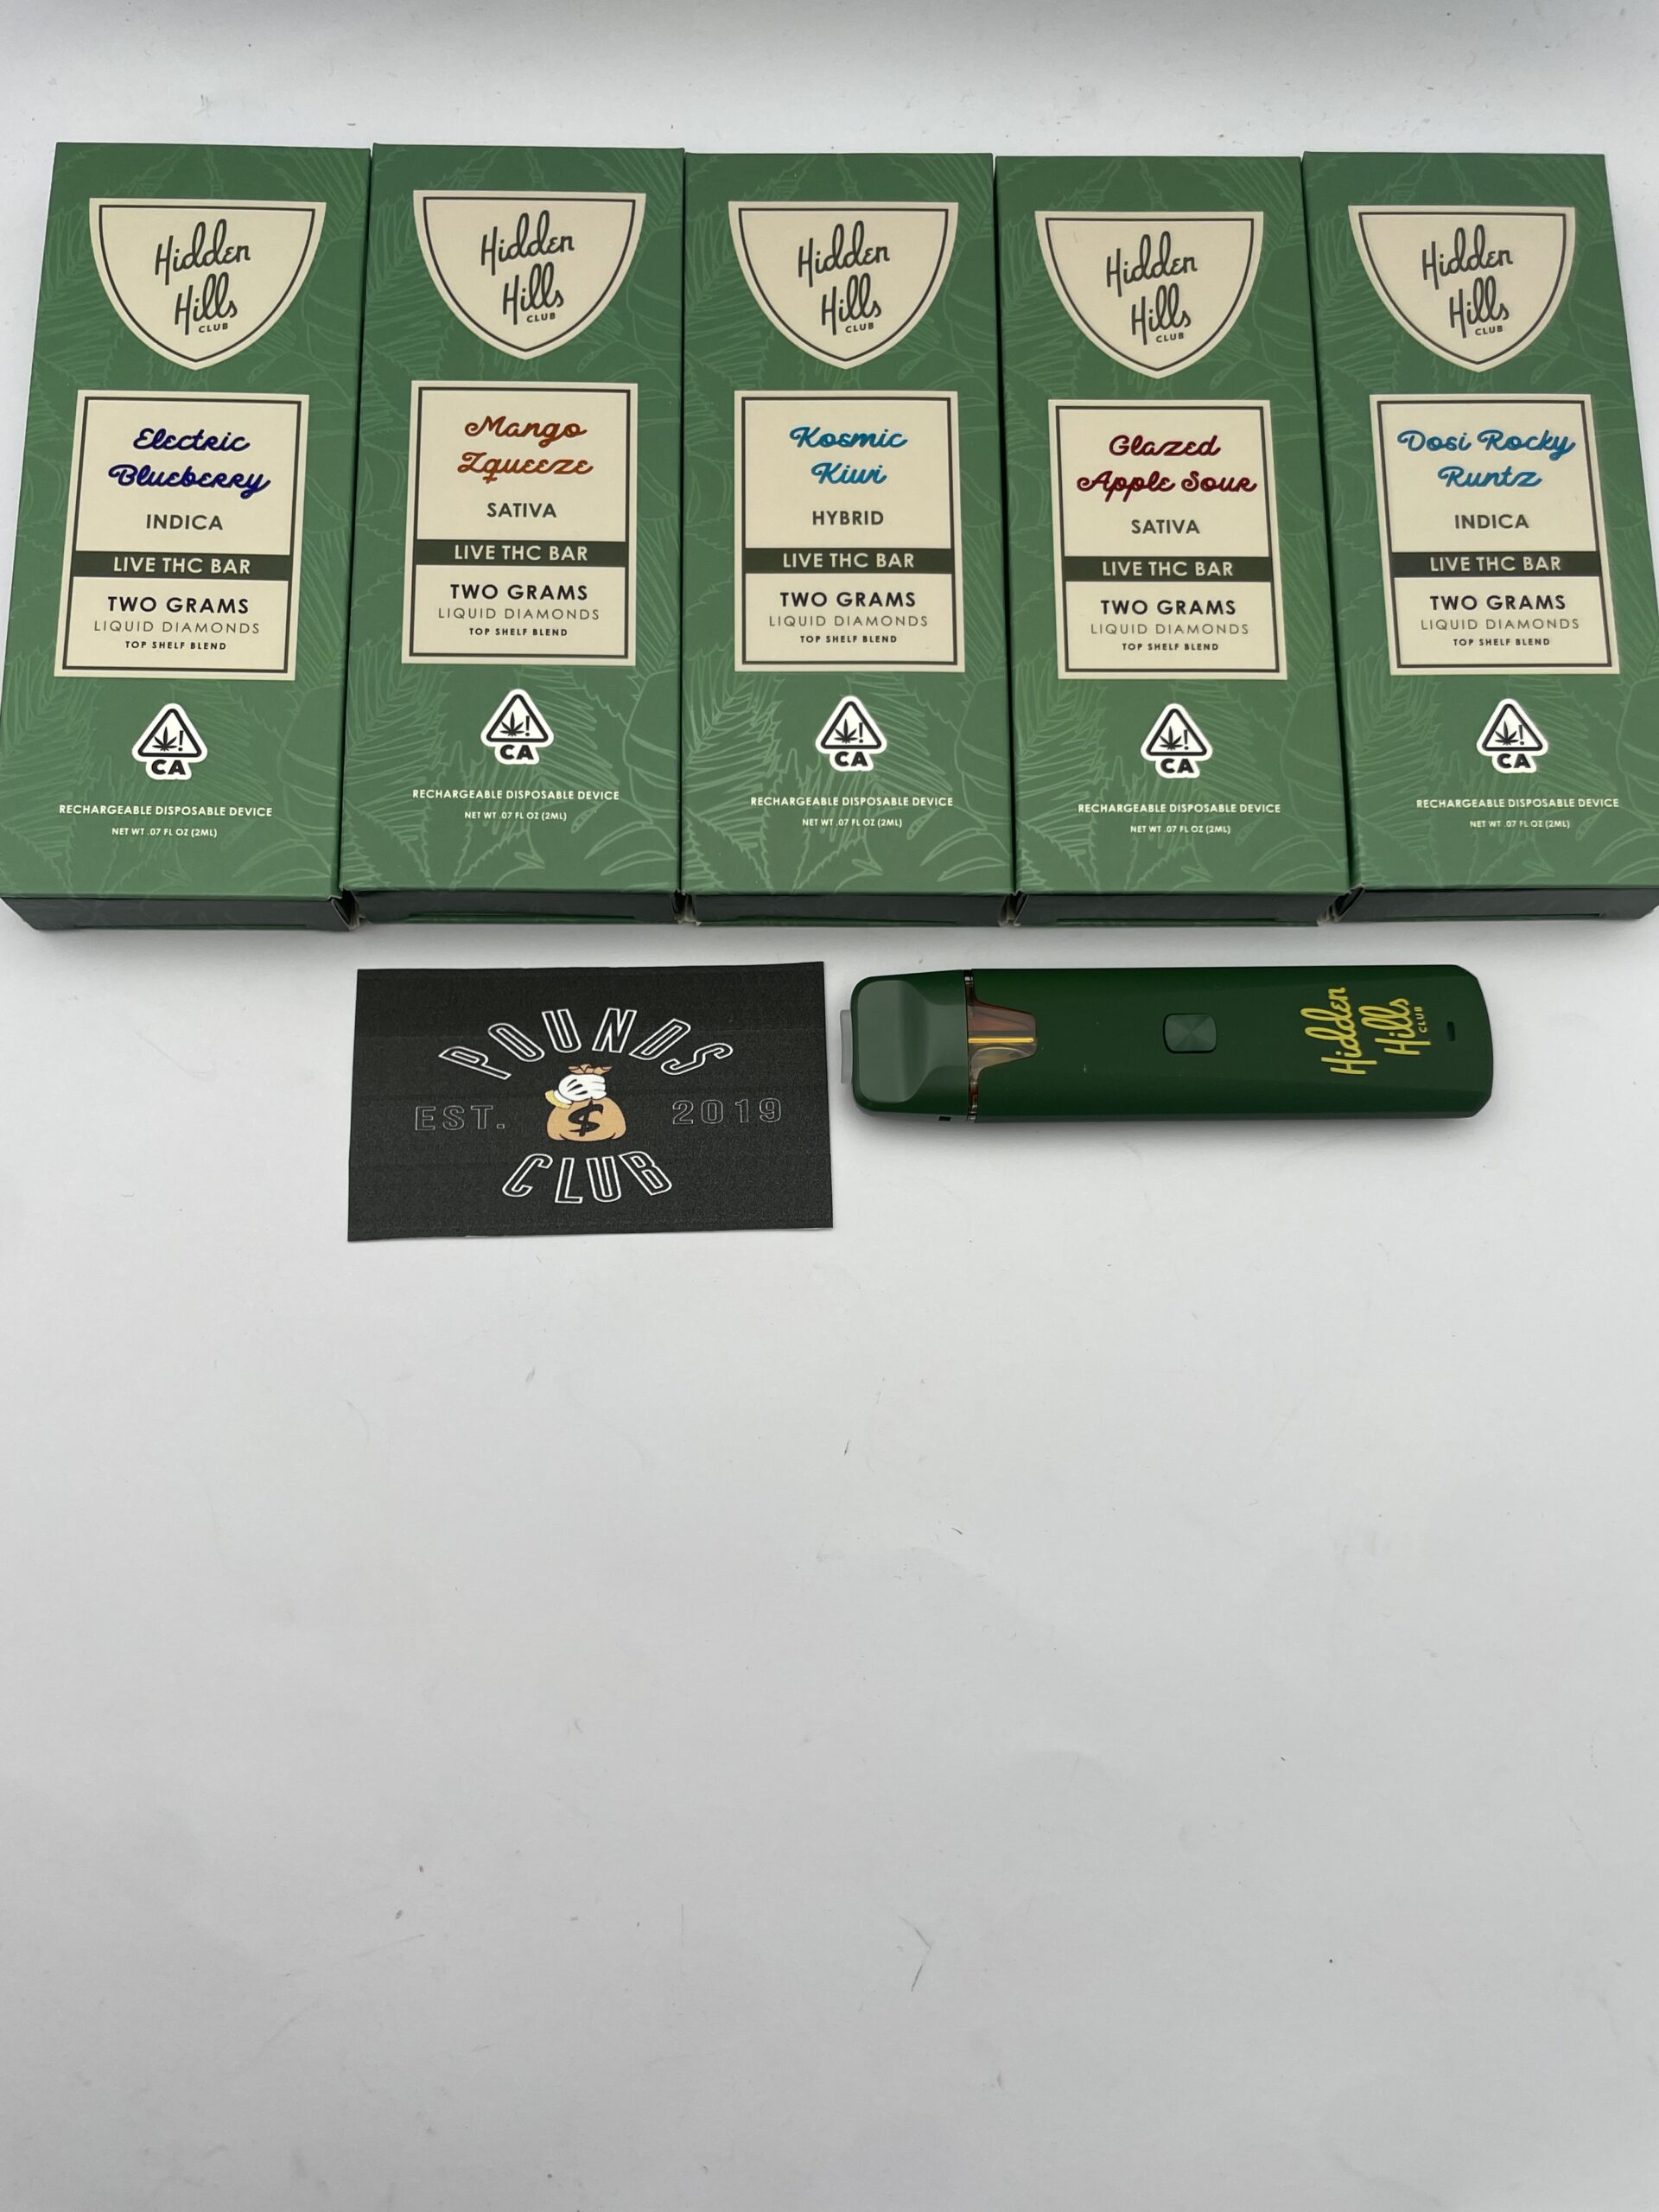 Hidden
Hills
CLUB
Electric
Blueberry
INDICA
LIVE THC BAR
TWO GRAMS
LIQUID DIAMONDS
TOP SHELF BLEND
CA
RECHARGEABLE DISPOSABLE DEVICE
NET WT .07 FL OZ (2ML)
Hidden
Hills
CLUB
Mango
Zqueeze
SATIVA
LIVE THC BAR
TWO GRAMS
LIQUID DIAMONDS
TOP SHELF BLEND
CA
RECHARGEABLE DISPOSABLE DEVICE
NET WT .07 FL OZ (2ML)
Hidden
Hills
CLUB
Kosmic
Kiwi
HYBRID
LIVE THC BAR
TWO GRAMS
LIQUID DIAMONDS
TOP SHELF BLEND
CA
RECHARGEABLE DISPOSABLE DEVICE
NET WT .07 FL OZ (2ML)
Hidden
Hills
CLUB
Glazed
Apple Sour
SATIVA
LIVE THC BAR
TWO GRAMS
LIQUID DIAMONDS
TOP SHELF BLEND
CA
RECHARGEABLE DISPOSABLE DEVICE
NET WT .07 FL OZ (2ML)
Hidden
Hills
CLUB
Dosi Rocky
Runtz
INDICA
LIVE THC BAR
TWO GRAMS
LIQUID DIAMONDS
TOP SHELF BLEND
CA
RECHARGEABLE DISPOSABLE DEVICE
NET WT .07 FL OZ (2ML)
POUNDS
EST. $ 2019
CLUB
Hidden
Hills
CLUB